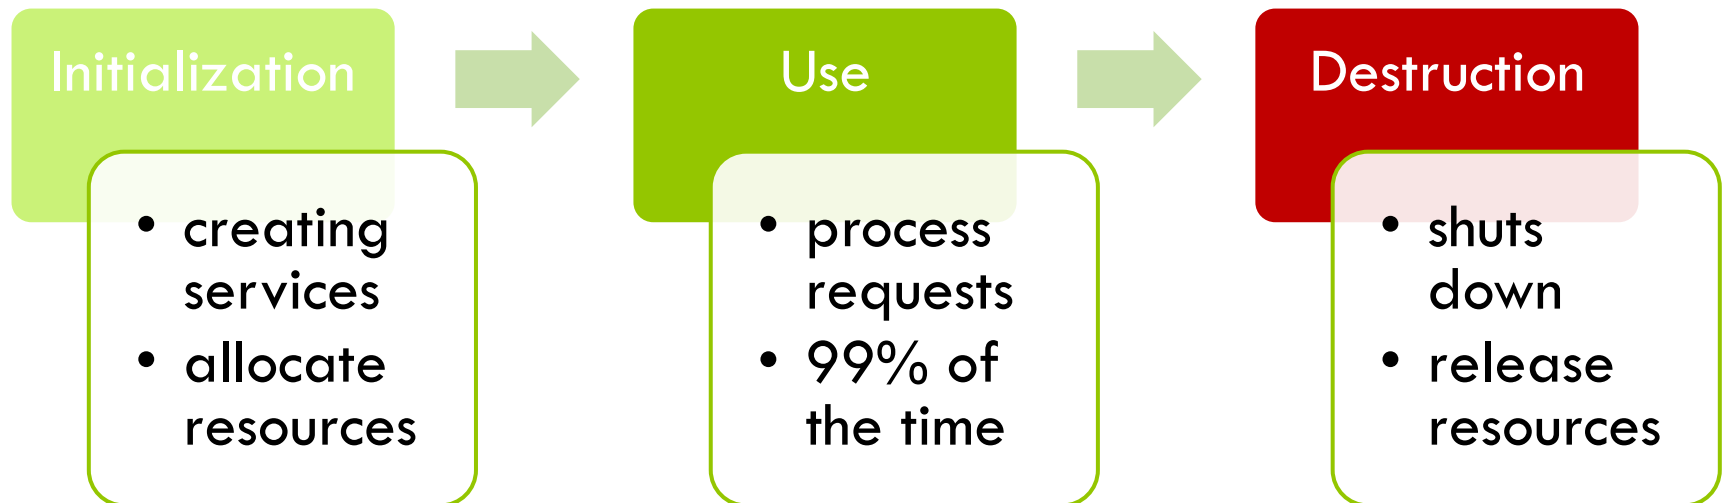 Initialization
• creating
services
• allocate
resources
Use
• process
requests
• 99% of
the time
Destruction
• shuts
down
• release
resources